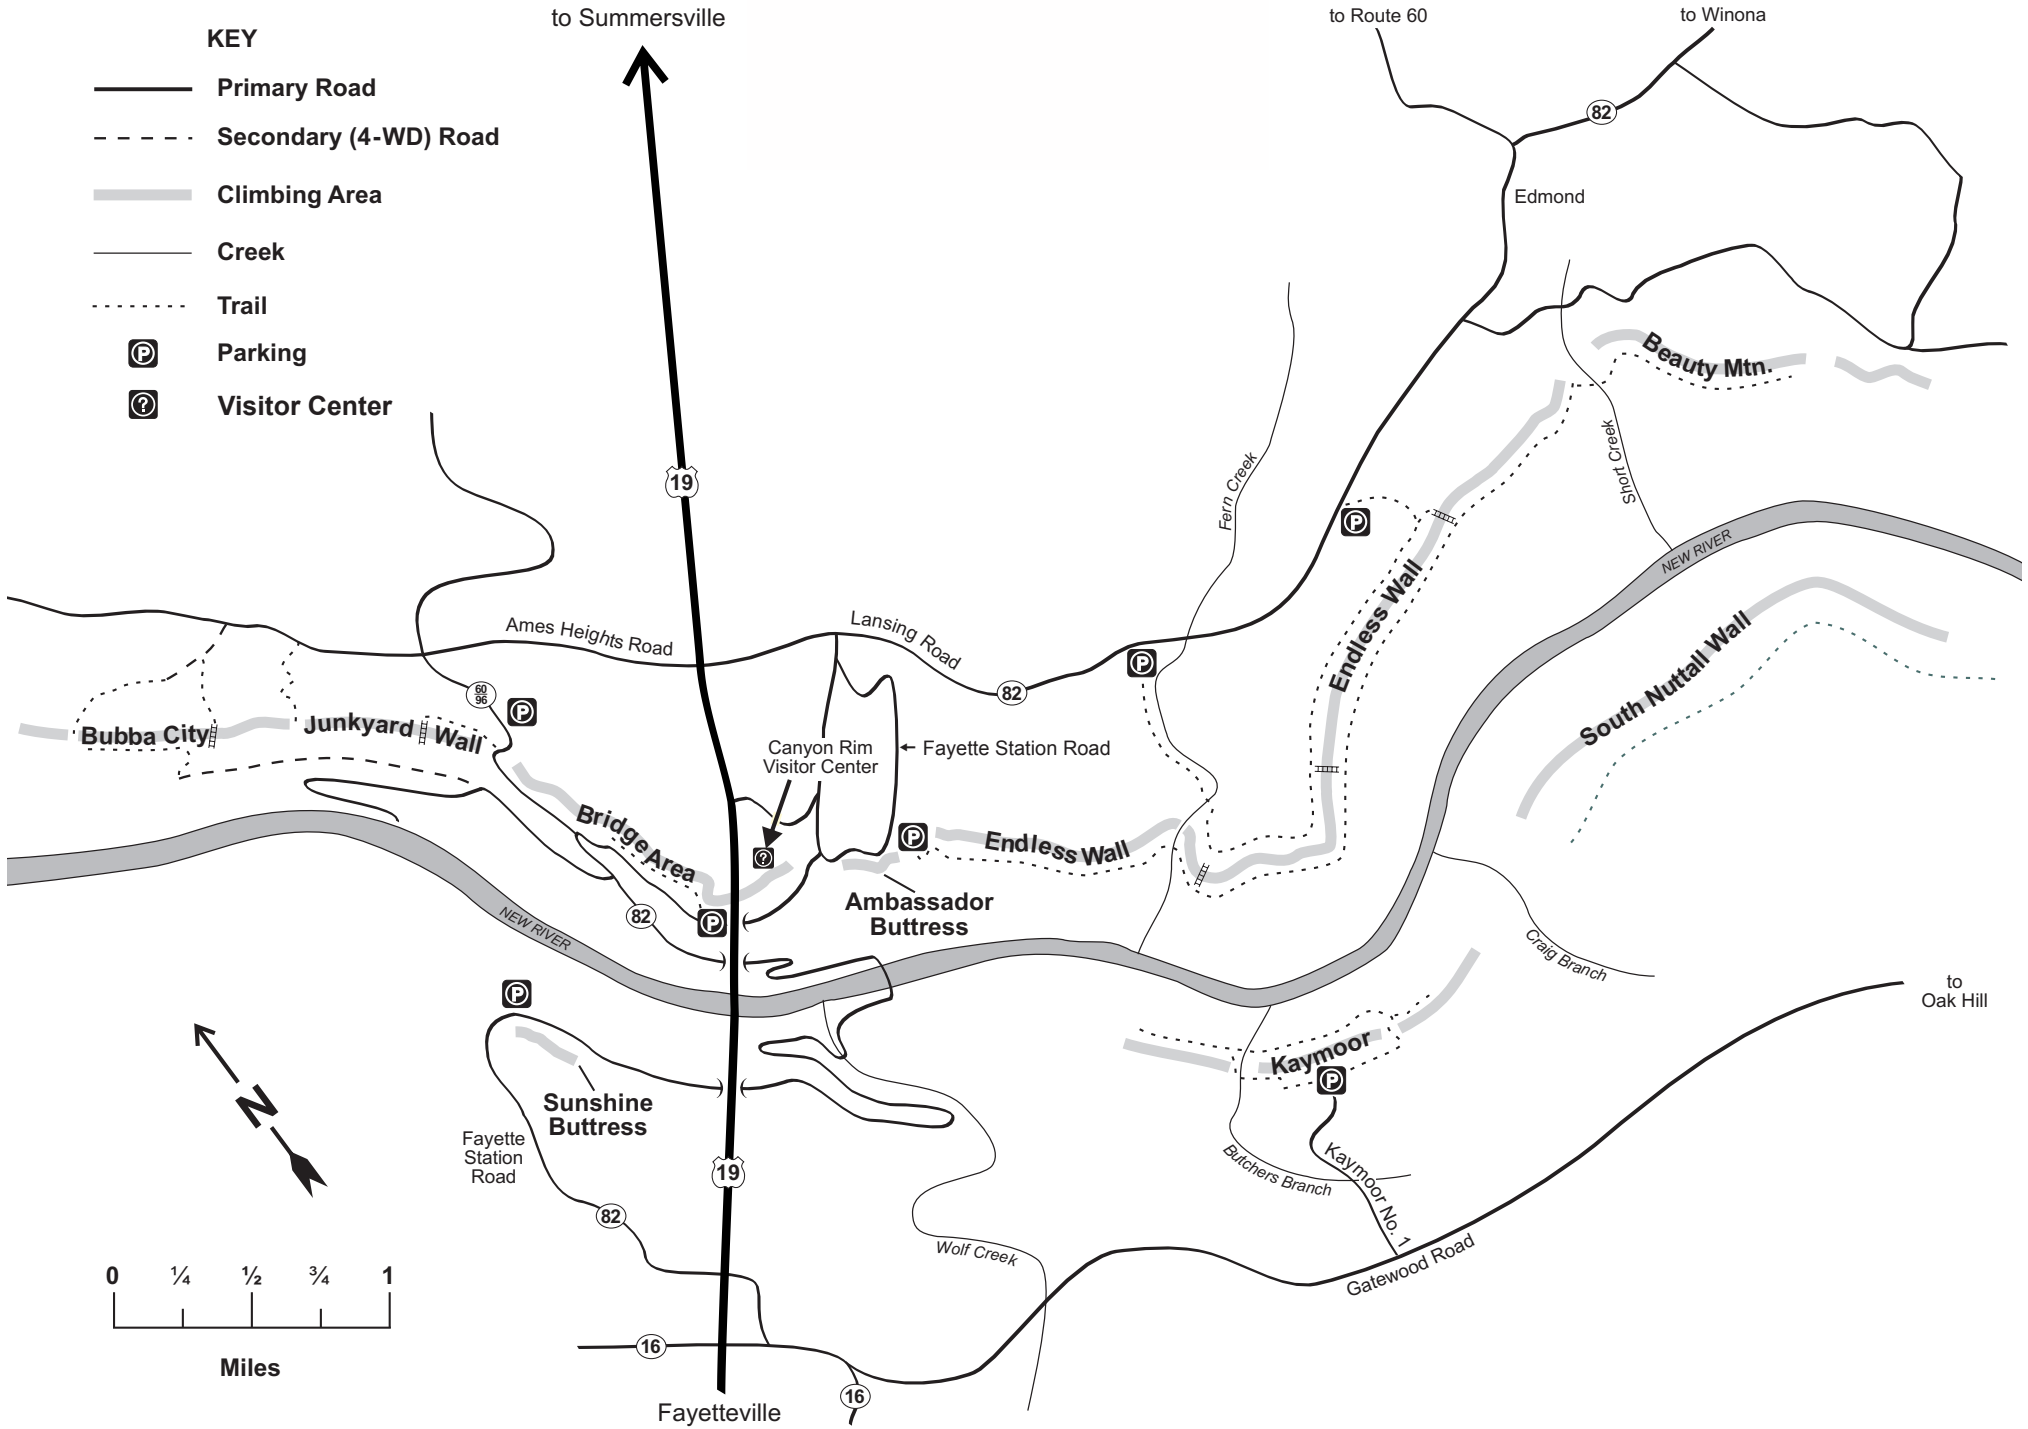 to Summersville
to Route 60
to Winona
KEY
Primary Road
Secondary (4-WD) Road
Climbing Area
Creek
Trail
P
Parking
?
Visitor Center
82
Edmond
19
Beauty Mtn.
Short Creek
Fern Creek
P
NEW RIVER
Endless Wall
Ames Heights Road
Lansing Road
P
82
60
96
P
South Nuttall Wall
Bubba City
Junkyard Wall
Canyon Rim
Visitor Center
Fayette Station Road
Bridge Area
?
P
Endless Wall
Ambassador
Buttress
82
P
NEW RIVER
Craig Branch
P
to
Oak Hill
Kaymoor
P
N
Sunshine
Buttress
Fayette
Station
Road
19
Butchers Branch
Kaymoor No. 1
82
Wolf Creek
Gatewood Road
0 ¼ ½ ¾ 1
Miles
16
16
Fayetteville